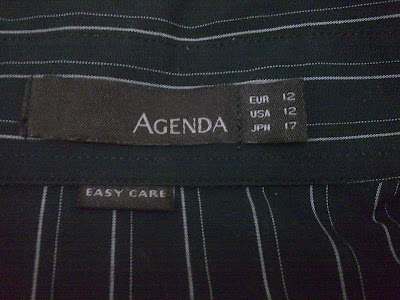 AGENDA
EUR 12
USA 12
JPN 17
EASY CARE